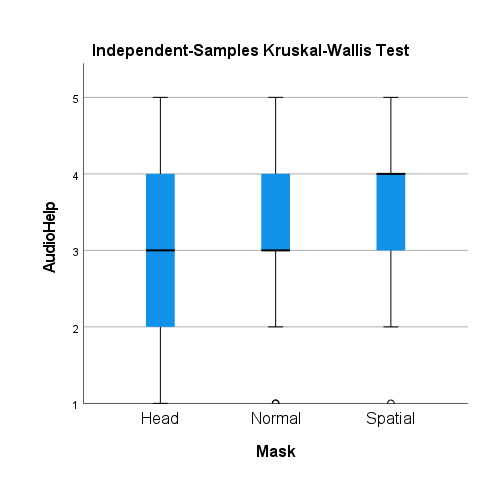 Independent-Samples Kruskal-Wallis Test
5
4
3
2
1
AudioHelp
Head Normal Spatial
Mask